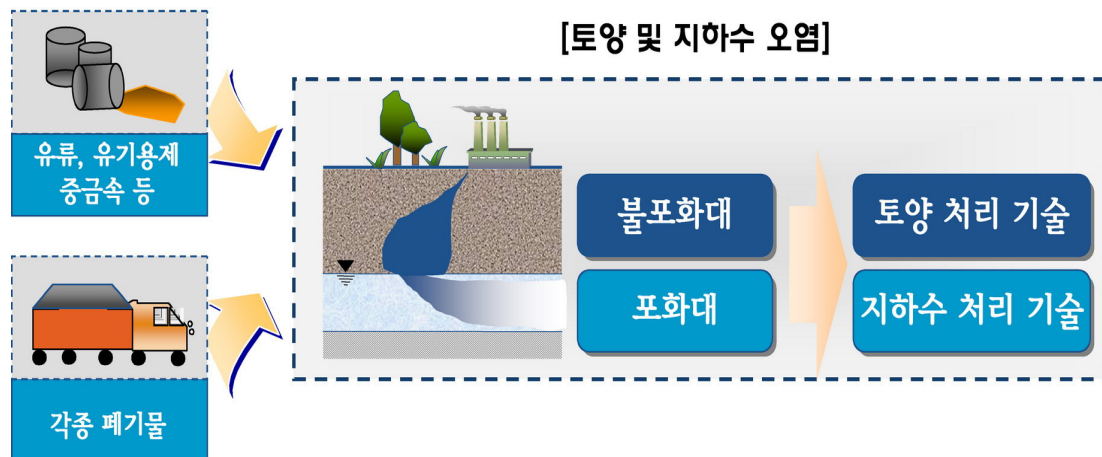 [토양 및 지하수 오염]
유류, 유기용제
중금속 등
각종 폐기물
불포화대
토양 처리 기술
포화대
지하수 처리 기술